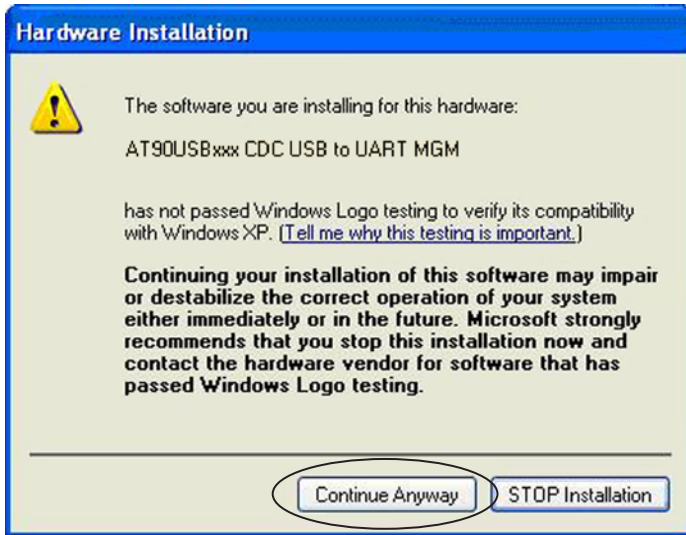 Hardware Installation
The software you are installing for this hardware:
AT90USBxxx CDC USB to UART MGM
has not passed Windows Logo testing to verify its compatibility
with Windows XP. (Tell me why this testing is important.)
Continuing your installation of this software may impair
or destabilize the correct operation of your system
either immediately or in the future. Microsoft strongly
recommends that you stop this installation now and
contact the hardware vendor for software that has
passed Windows Logo testing.
Continue Anyway
STOP Installation